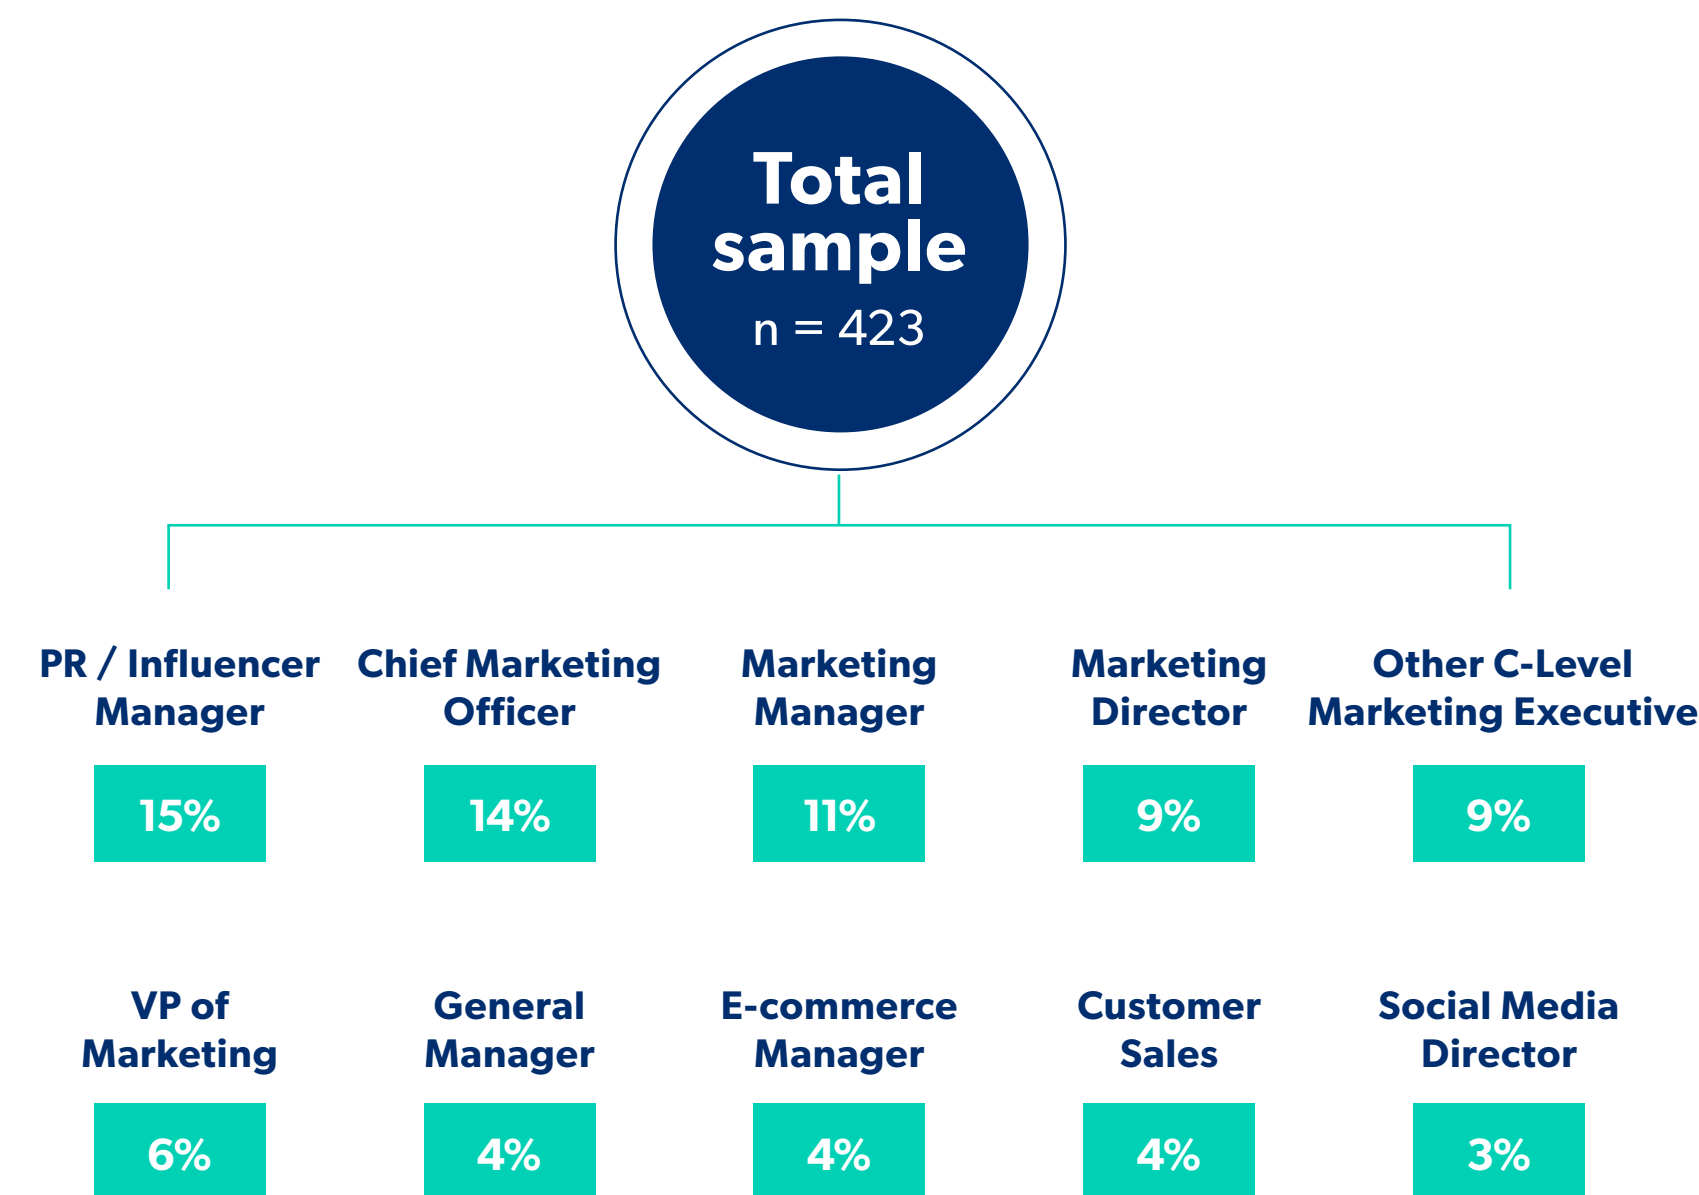 Total
sample
n = 423
PR / Influencer
Manager
15%
Chief Marketing
Officer
14%
Marketing
Manager
11%
Marketing
Director
9%
Other C-Level
Marketing Executive
9%
VP of
Marketing
6%
General
Manager
4%
E-commerce
Manager
4%
Customer
Sales
4%
Social Media
Director
3%